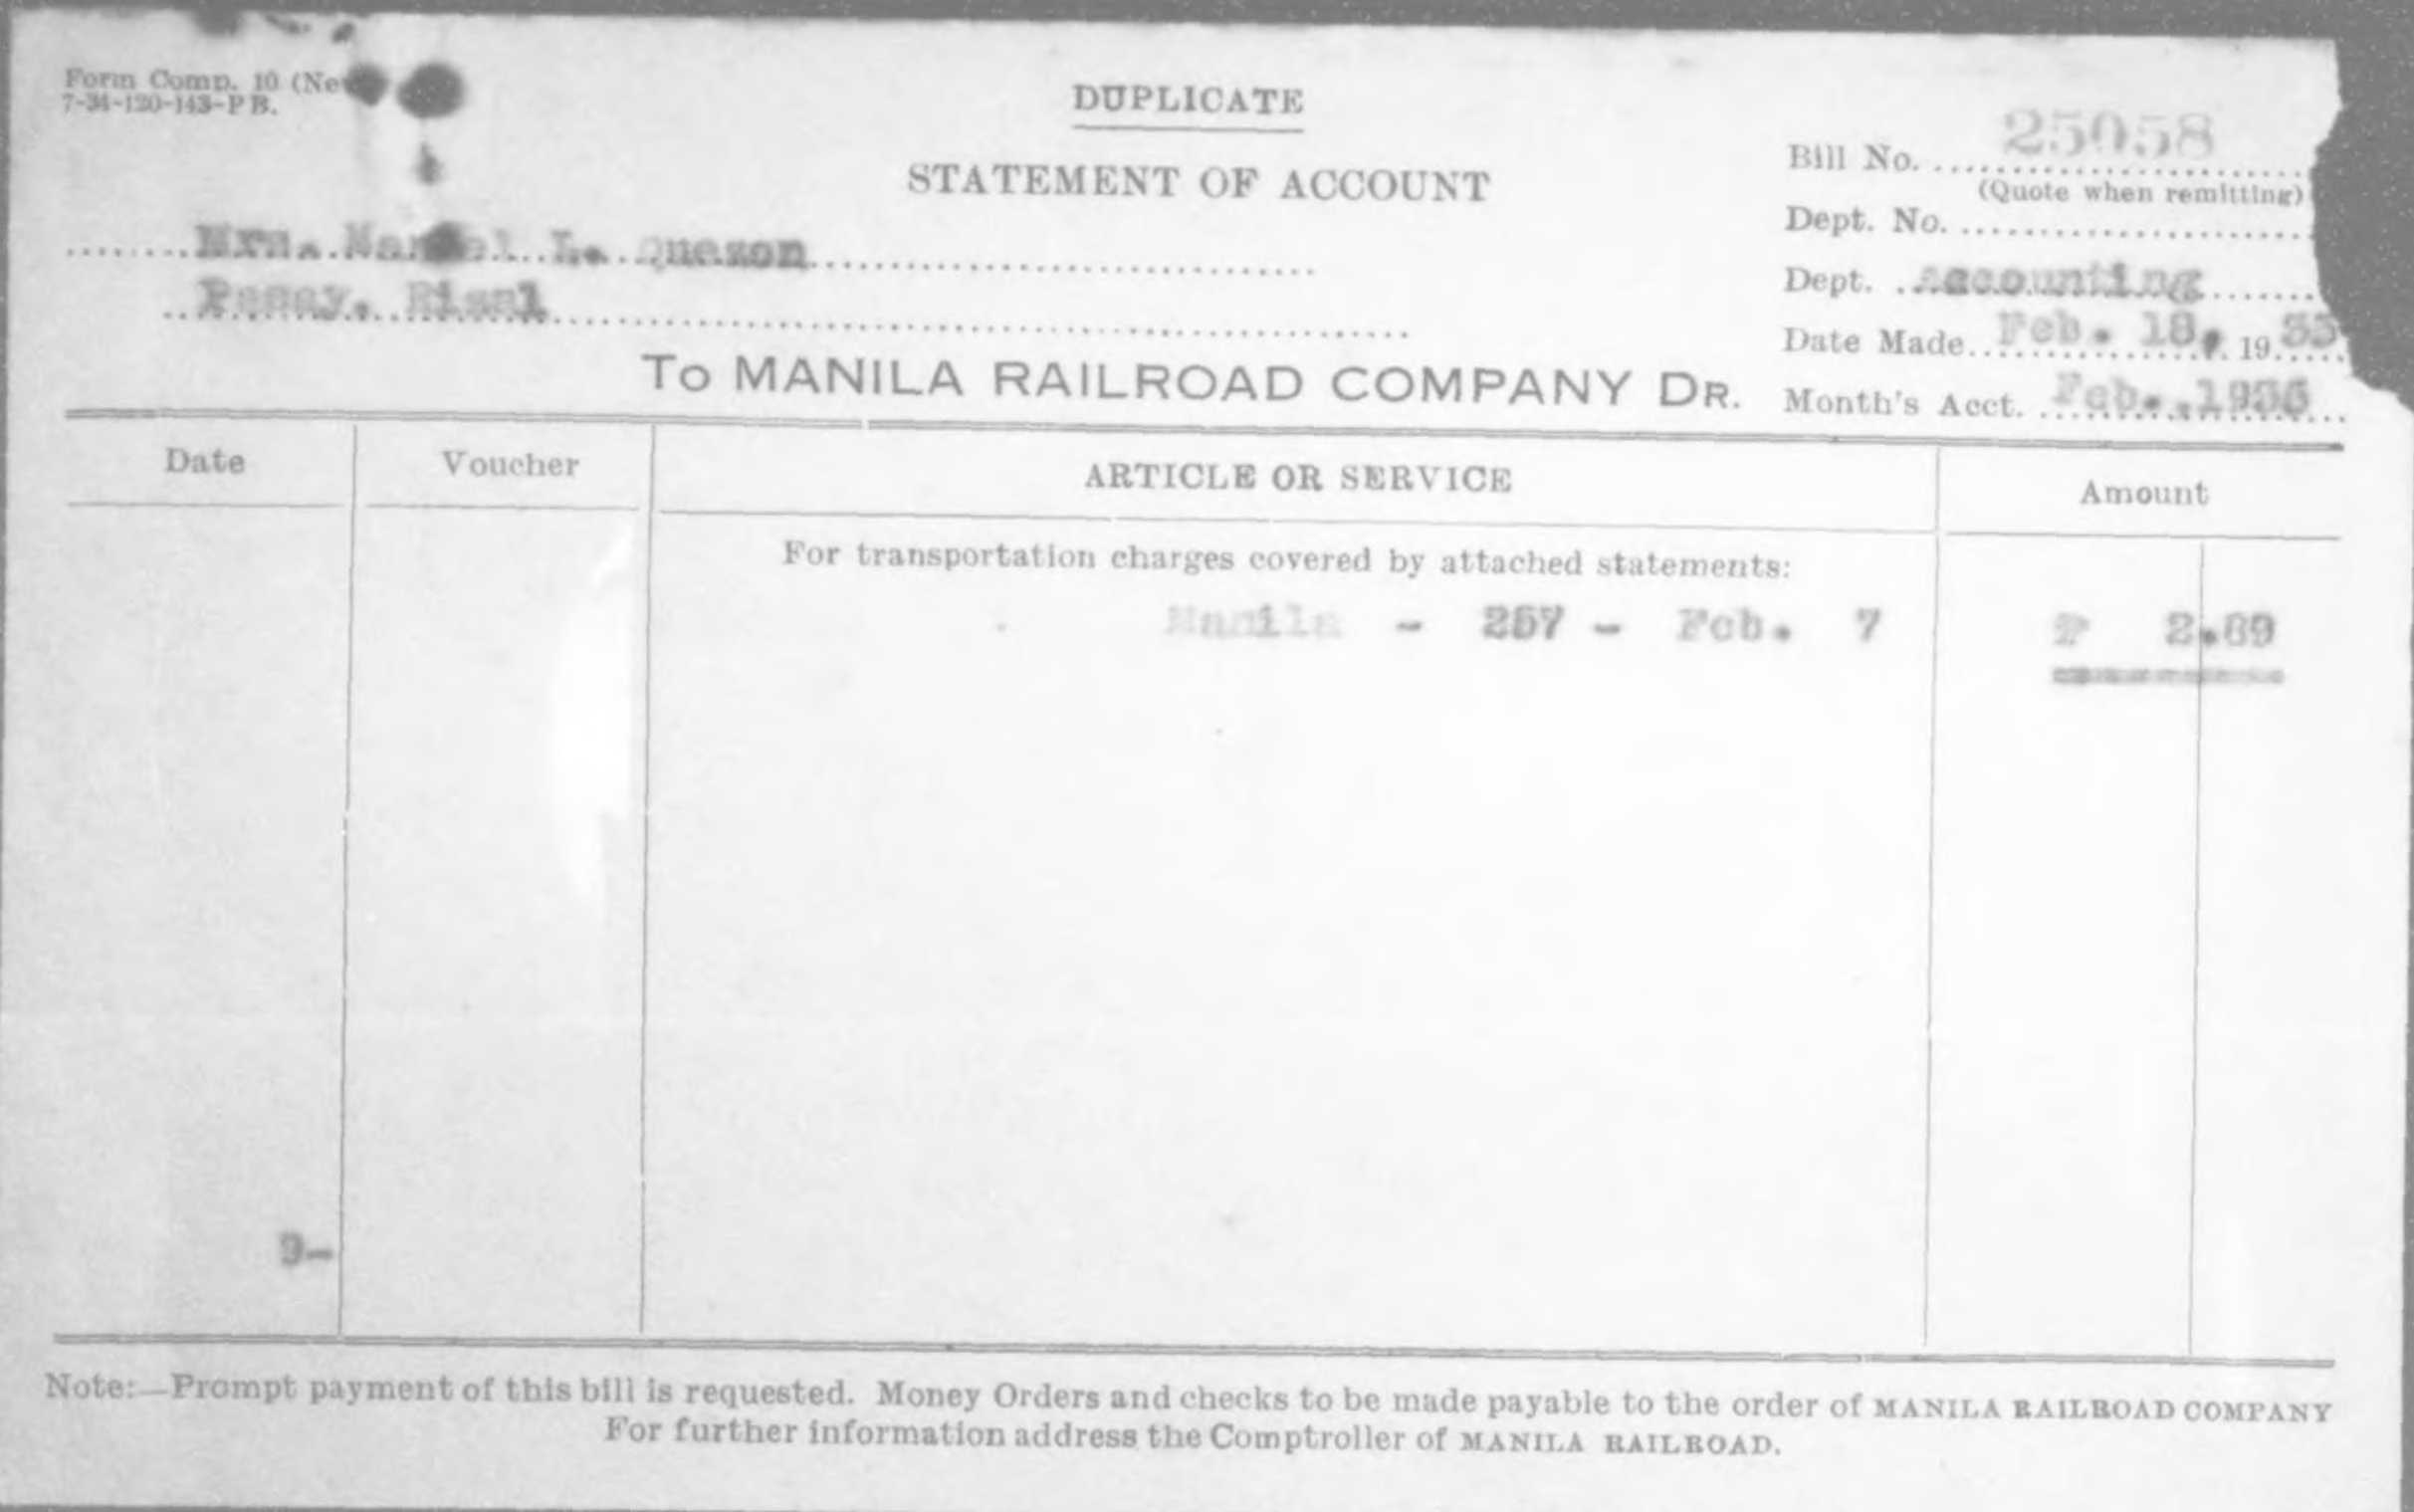 Form Comp. 10 (Ne
7-34-120-143-P B.
DUPLICATE
STATEMENT OF ACCOUNT
Bill No. 25058
(Quote when remitting)
Dept. No.
Mrs. Manuel L. Quezon
Pasay, Rizal
Dept. Accounting
Date Made Feb. 18, 19 35
Month's Acct. Feb. 1935
To MANILA RAILROAD COMPANY DR.
Date Voucher ARTICLE OR SERVICE Amount
For transportation charges covered by attached statements:
Manila - 257 - Feb. 7 ₱ 2.89
9-
Note:—Prompt payment of this bill is requested. Money Orders and checks to be made payable to the order of MANILA RAILROAD COMPANY
For further information address the Comptroller of MANILA RAILROAD.